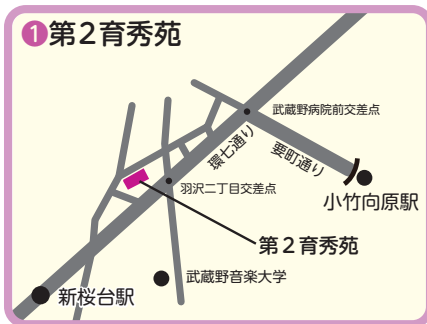 ❶第2育秀苑
武蔵野病院前交差点
環七通り
要町通り
羽沢二丁目交差点
小竹向原駅
第2育秀苑
武蔵野音楽大学
新桜台駅